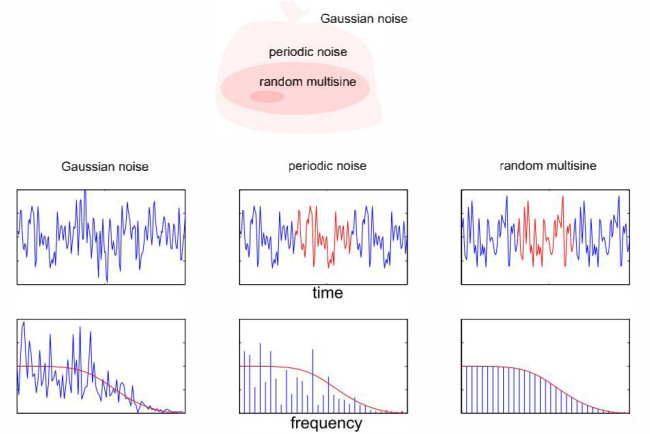 Gaussian noise
periodic noise
random multisine
Gaussian noise
periodic noise
random multisine
time
frequency